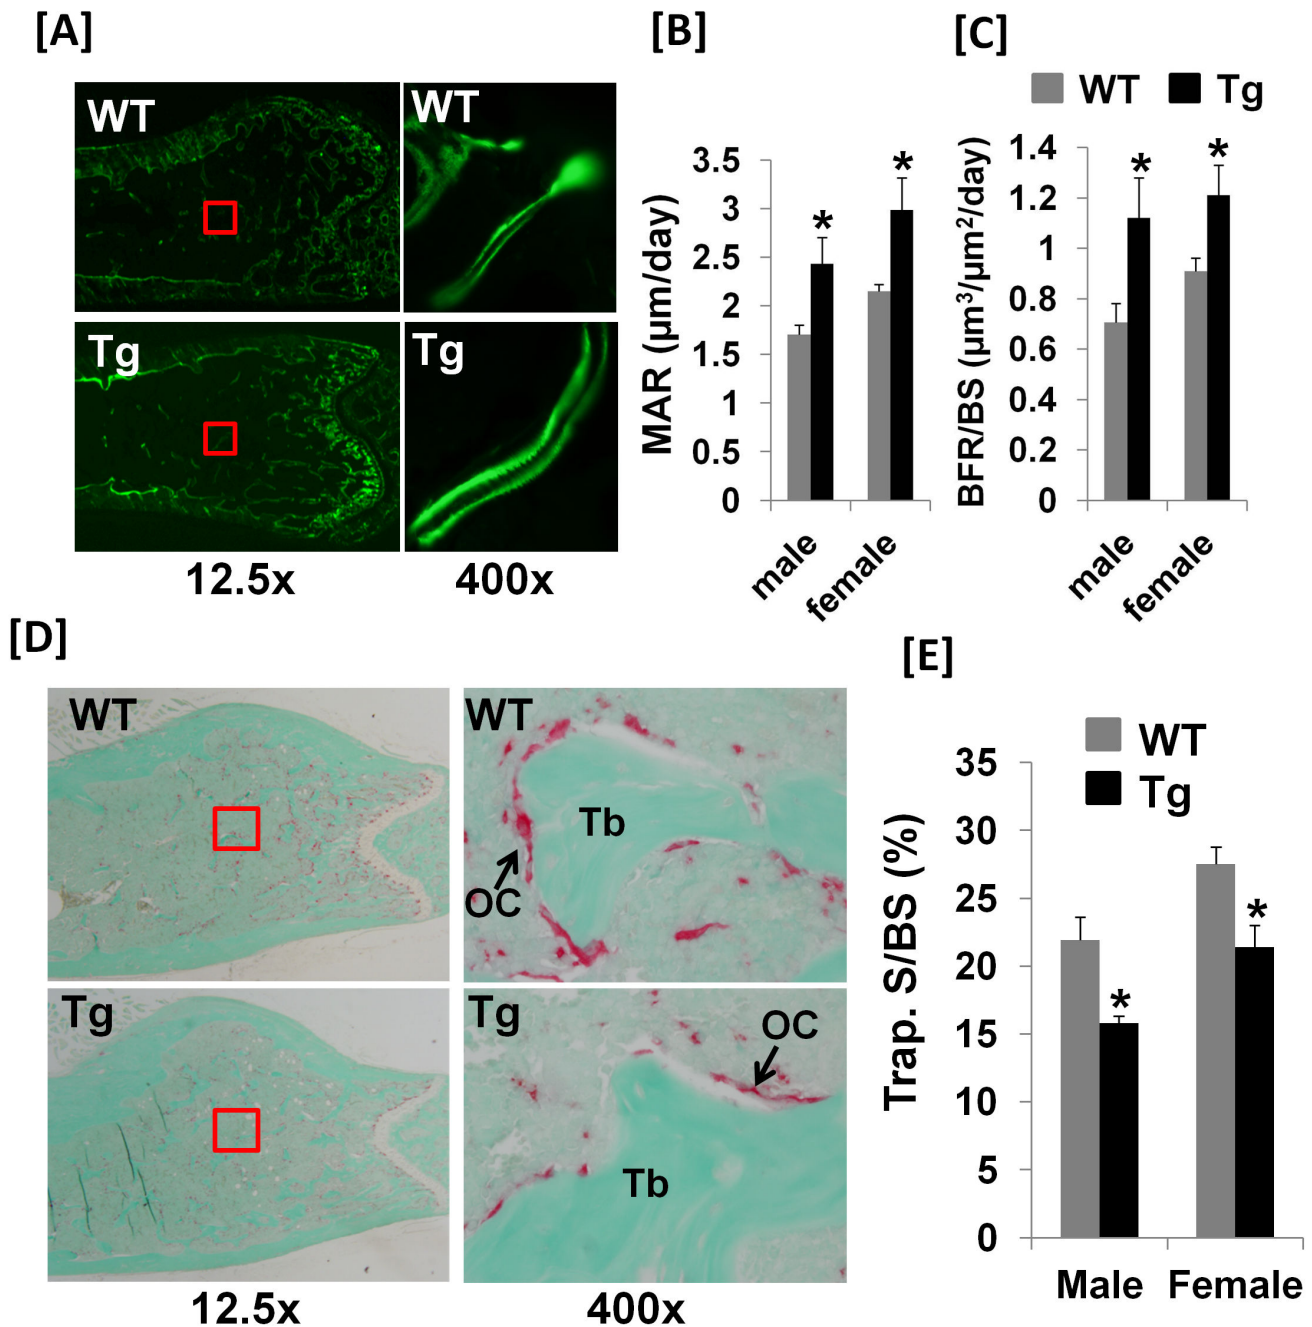 [A]
WT
WT
Tg
Tg
12.5x
400x
[B]
MAR (μm/day)
3.5
3
2.5
2
1.5
1
0.5
0
*
*
male
female
[C]
WT
Tg
BFR/BS (μm³/μm²/day)
1.4
1.2
1
0.8
0.6
0.4
0.2
0
*
*
male
female
[D]
WT
WT
Tb
OC
Tg
Tg
OC
Tb
12.5x
400x
[E]
WT
Tg
Trap. S/BS (%)
35
30
25
20
15
10
5
0
*
*
Male
Female